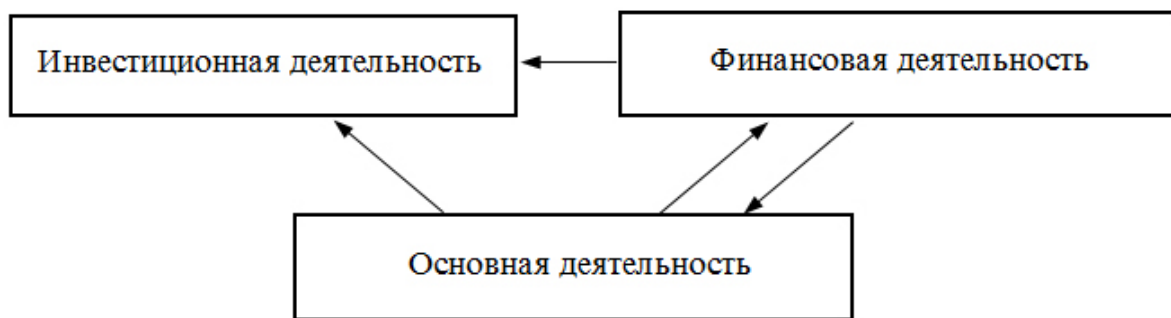 Инвестиционная деятельность
Финансовая деятельность
Основная деятельность